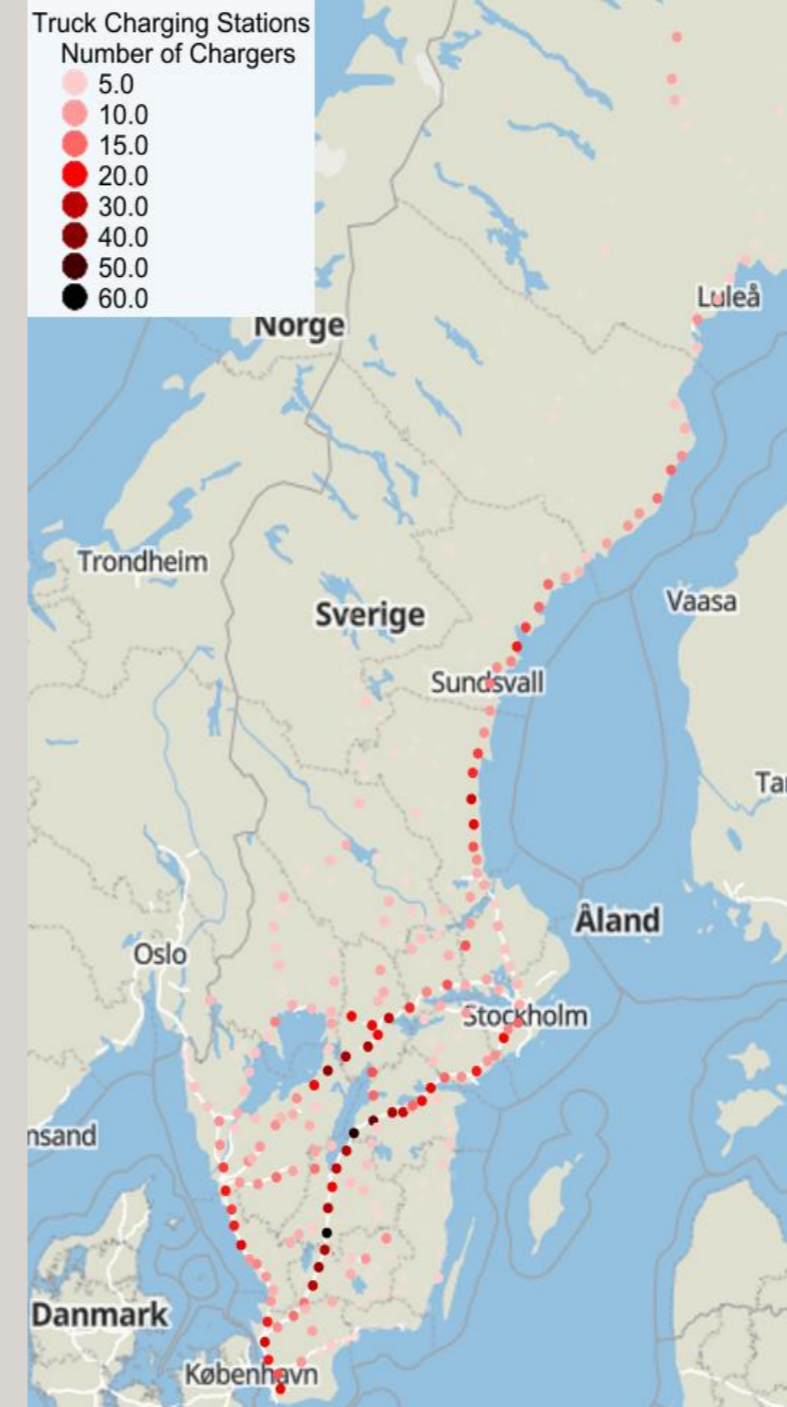 Truck Charging Stations
Number of Chargers
5.0
10.0
15.0
20.0
30.0
40.0
50.0
60.0
Luleå
Norge
Trondheim
Vaasa
Sverige
Sundsvall
Ta
Åland
Oslo
Stockholm
nsand
Danmark
København